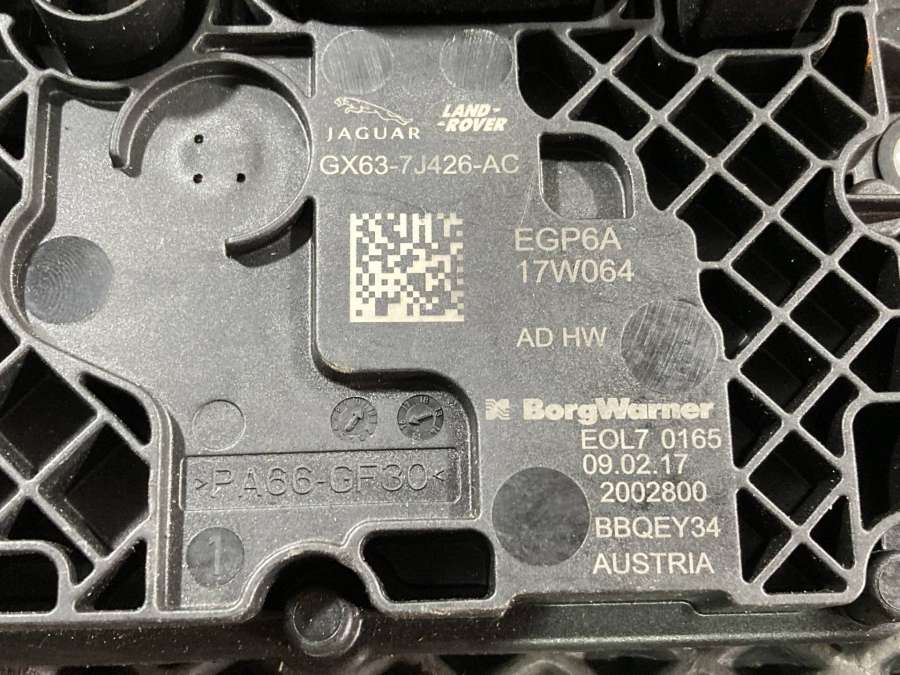 JAGUAR
LAND-
-ROVER
GX63-7J426-AC
EGP6A
17W064
AD HW
BorgWarner
EOL7 0165
09.02.17
2002800
BBQEY34
AUSTRIA
>PA66-GF30<
1